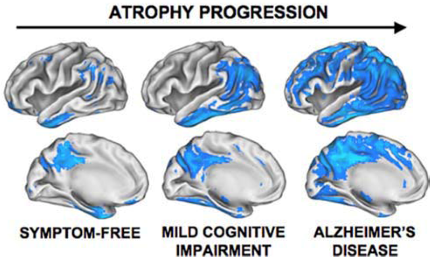 ATROPHY PROGRESSION
SYMPTOM-FREE
MILD COGNITIVE
IMPAIRMENT
ALZHEIMER'S
DISEASE